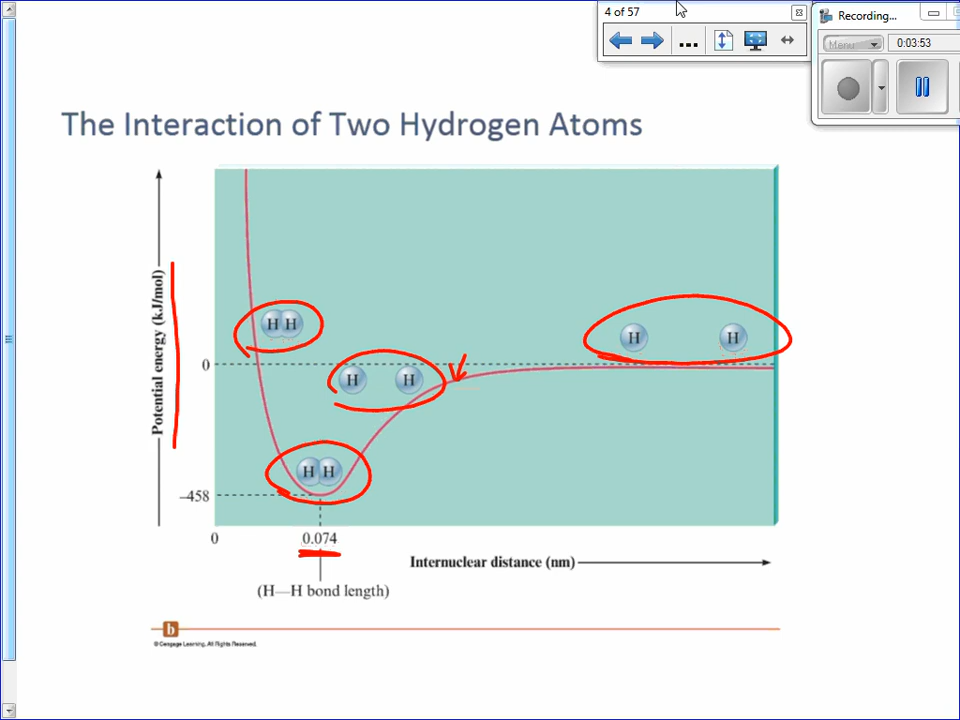 4 of 57
Recording...
Menu
0:03:53
The Interaction of Two Hydrogen Atoms
Potential energy (kJ/mol)
H H
H H
0
H H
H H
–458
0
0.074
Internuclear distance (nm)
(H—H bond length)
b
© Cengage Learning. All Rights Reserved.